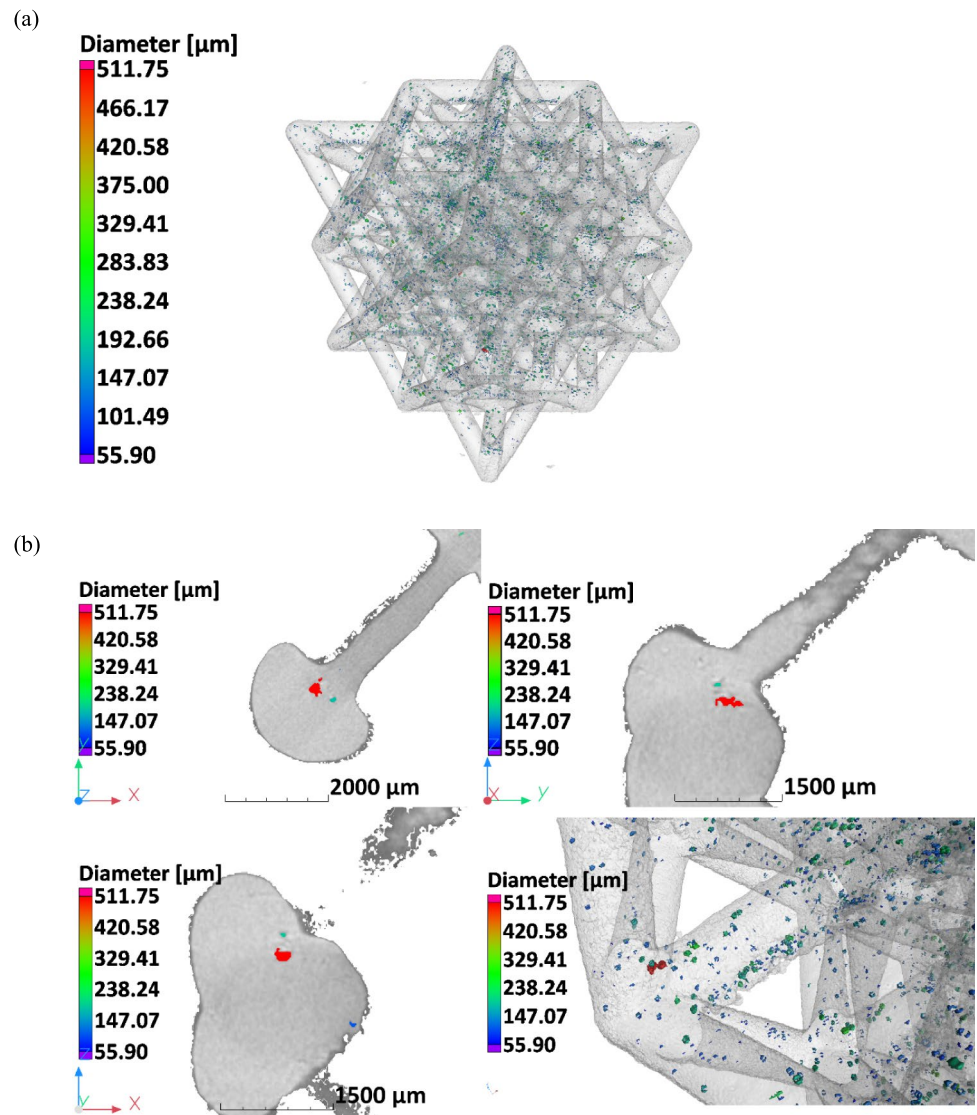 (a)
Diameter [µm]
511.75
466.17
420.58
375.00
329.41
283.83
238.24
192.66
147.07
101.49
55.90
(b)
Diameter [µm]
511.75
420.58
329.41
238.24
147.07
55.90
Y
Z
X
2000 µm
Diameter [µm]
511.75
420.58
329.41
238.24
147.07
55.90
Z
X
Y
1500 µm
Diameter [µm]
511.75
420.58
329.41
238.24
147.07
55.90
Y
X
1500 µm
Diameter [µm]
511.75
420.58
329.41
238.24
147.07
55.90